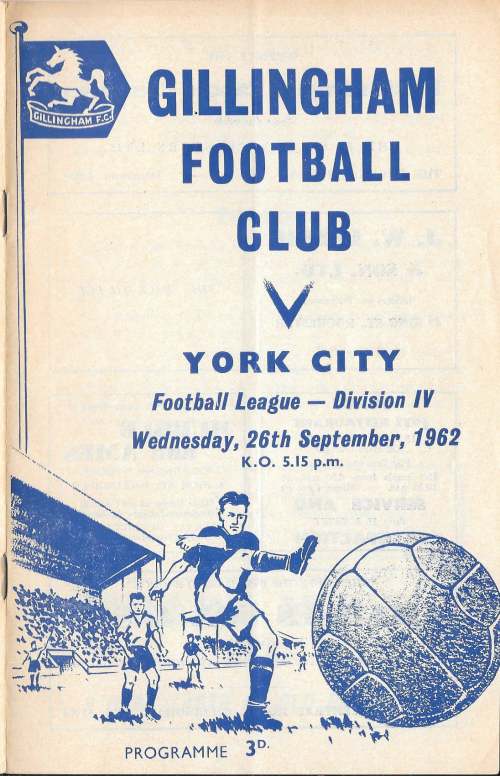 GILLINGHAM F.C.
GILLINGHAM
FOOTBALL
CLUB
V
YORK CITY
Football League — Division IV
Wednesday, 26th September, 1962
K.O. 5.15 p.m.
PROGRAMME 3D.